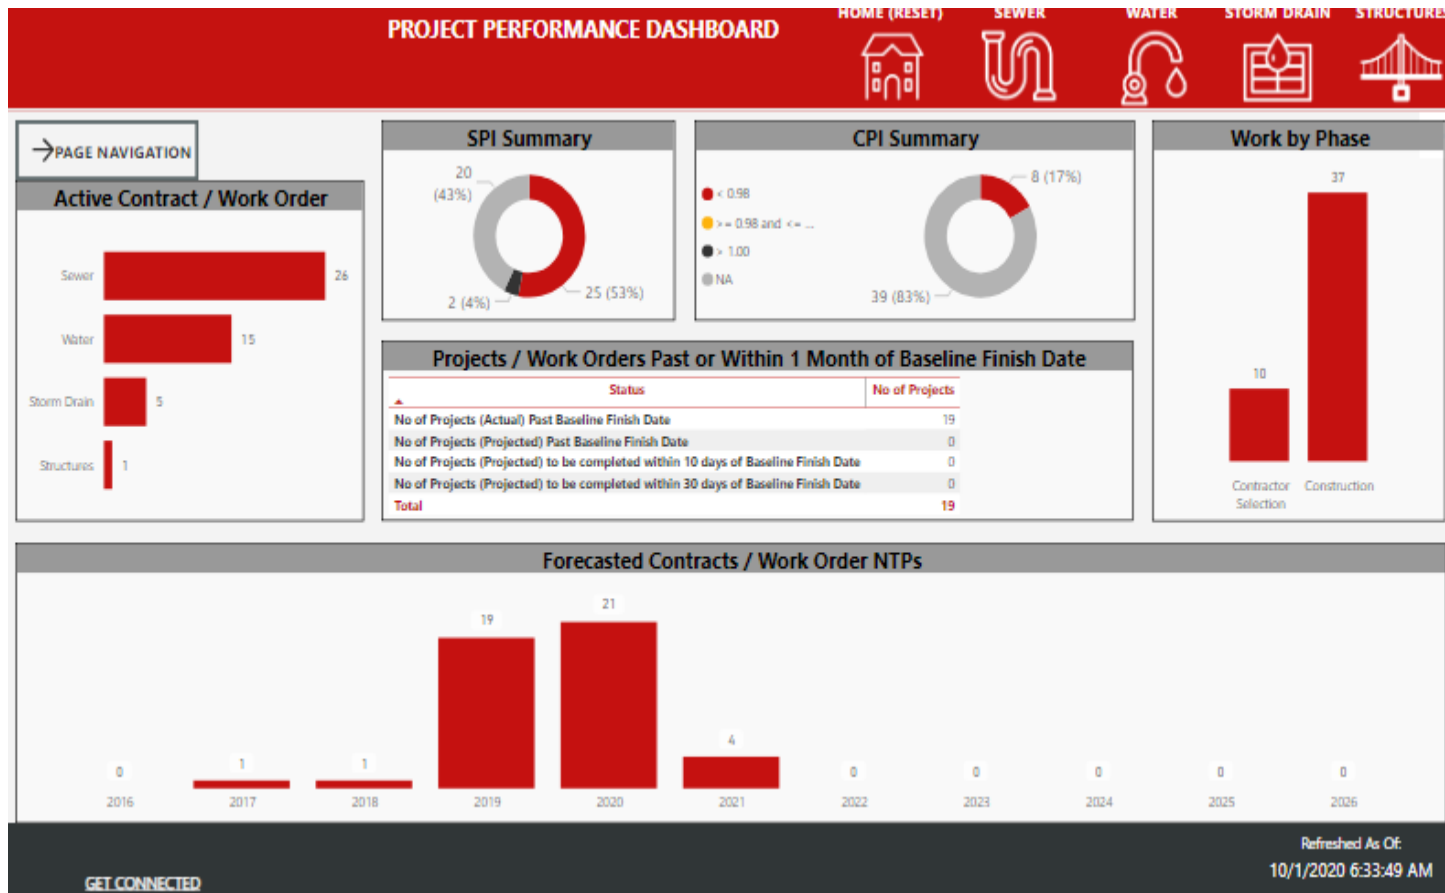 PROJECT PERFORMANCE DASHBOARD
HOME (RESET)
SEWER
WATER
STORM DRAIN
STRUCTURES
PAGE NAVIGATION
Active Contract / Work Order
Sewer
26
Water
15
Storm Drain
5
Structures
1
SPI Summary
20
(43%)
2 (4%)
25 (53%)
CPI Summary
< 0.98
>= 0.98 and <= ...
> 1.00
NA
8 (17%)
39 (83%)
Work by Phase
37
10
Contractor
Selection
Construction
Projects / Work Orders Past or Within 1 Month of Baseline Finish Date
Status No of Projects
No of Projects (Actual) Past Baseline Finish Date 19
No of Projects (Projected) Past Baseline Finish Date 0
No of Projects (Projected) to be completed within 10 days of Baseline Finish Date 0
No of Projects (Projected) to be completed within 30 days of Baseline Finish Date 0
Total 19
Forecasted Contracts / Work Order NTPs
0 1 1 19 21 4 0 0 0 0 0
2016 2017 2018 2019 2020 2021 2022 2023 2024 2025 2026
GET CONNECTED
Refreshed As Of:
10/1/2020 6:33:49 AM